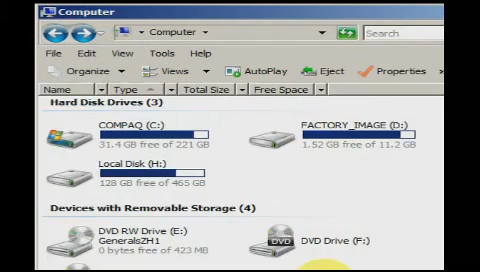 Computer
Computer
Search
File Edit View Tools Help
Organize Views AutoPlay Eject Properties »
Name Type Total Size Free Space
Hard Disk Drives (3)
COMPAQ (C:)
31.4 GB free of 221 GB
FACTORY_IMAGE (D:)
1.52 GB free of 11.2 GB
Local Disk (H:)
128 GB free of 465 GB
Devices with Removable Storage (4)
DVD RW Drive (E:)
GeneralsZH1
0 bytes free of 423 MB
DVD
DVD Drive (F:)